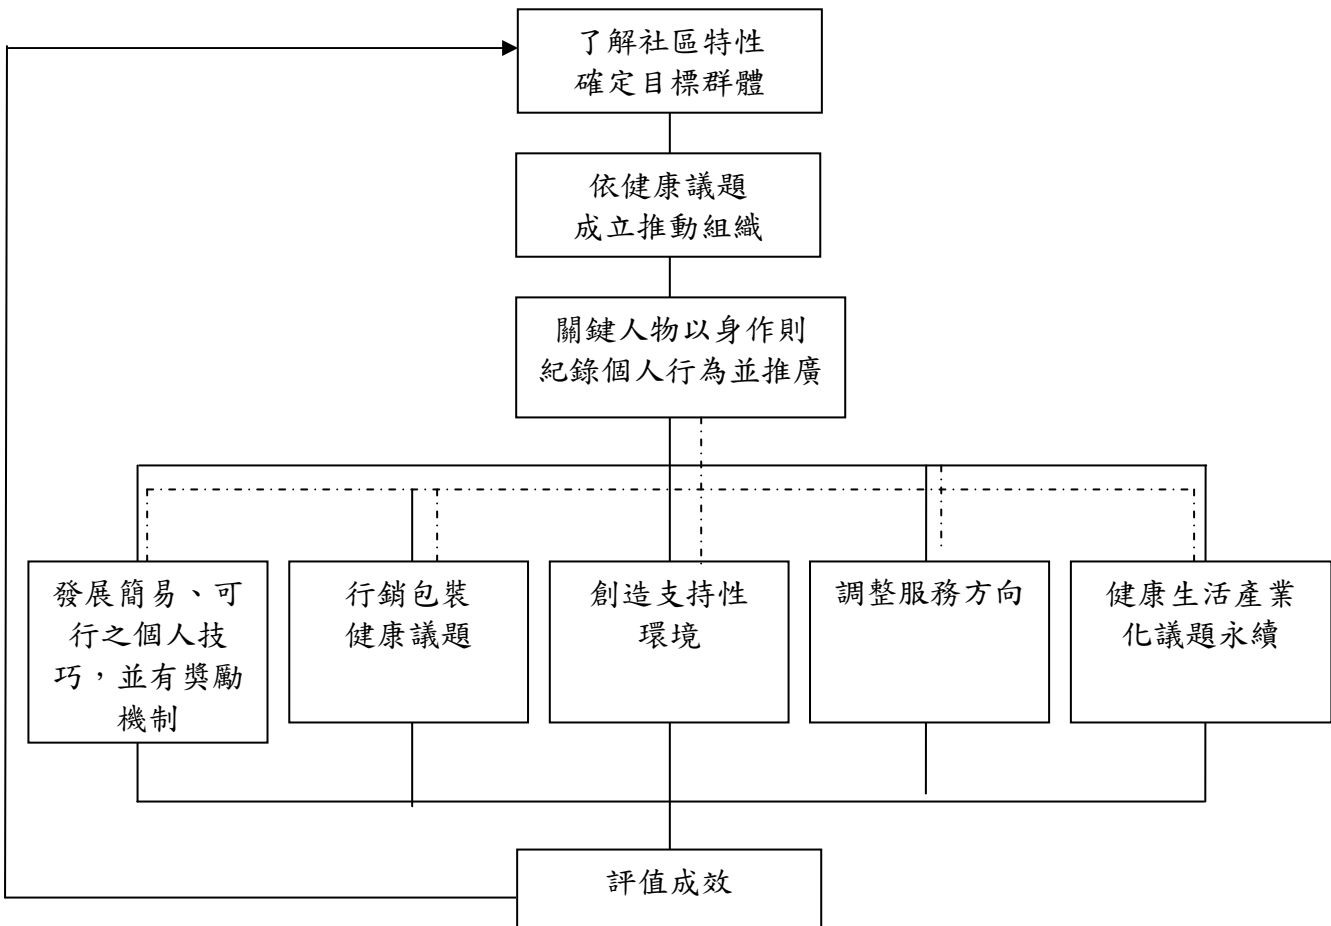 了解社區特性
確定目標群體
依健康議題
成立推動組織
關鍵人物以身作則
紀錄個人行為並推廣
發展簡易、可
行之個人技
巧，並有獎勵
機制
行銷包裝
健康議題
創造支持性
環境
調整服務方向
健康生活產業
化議題永續
評值成效